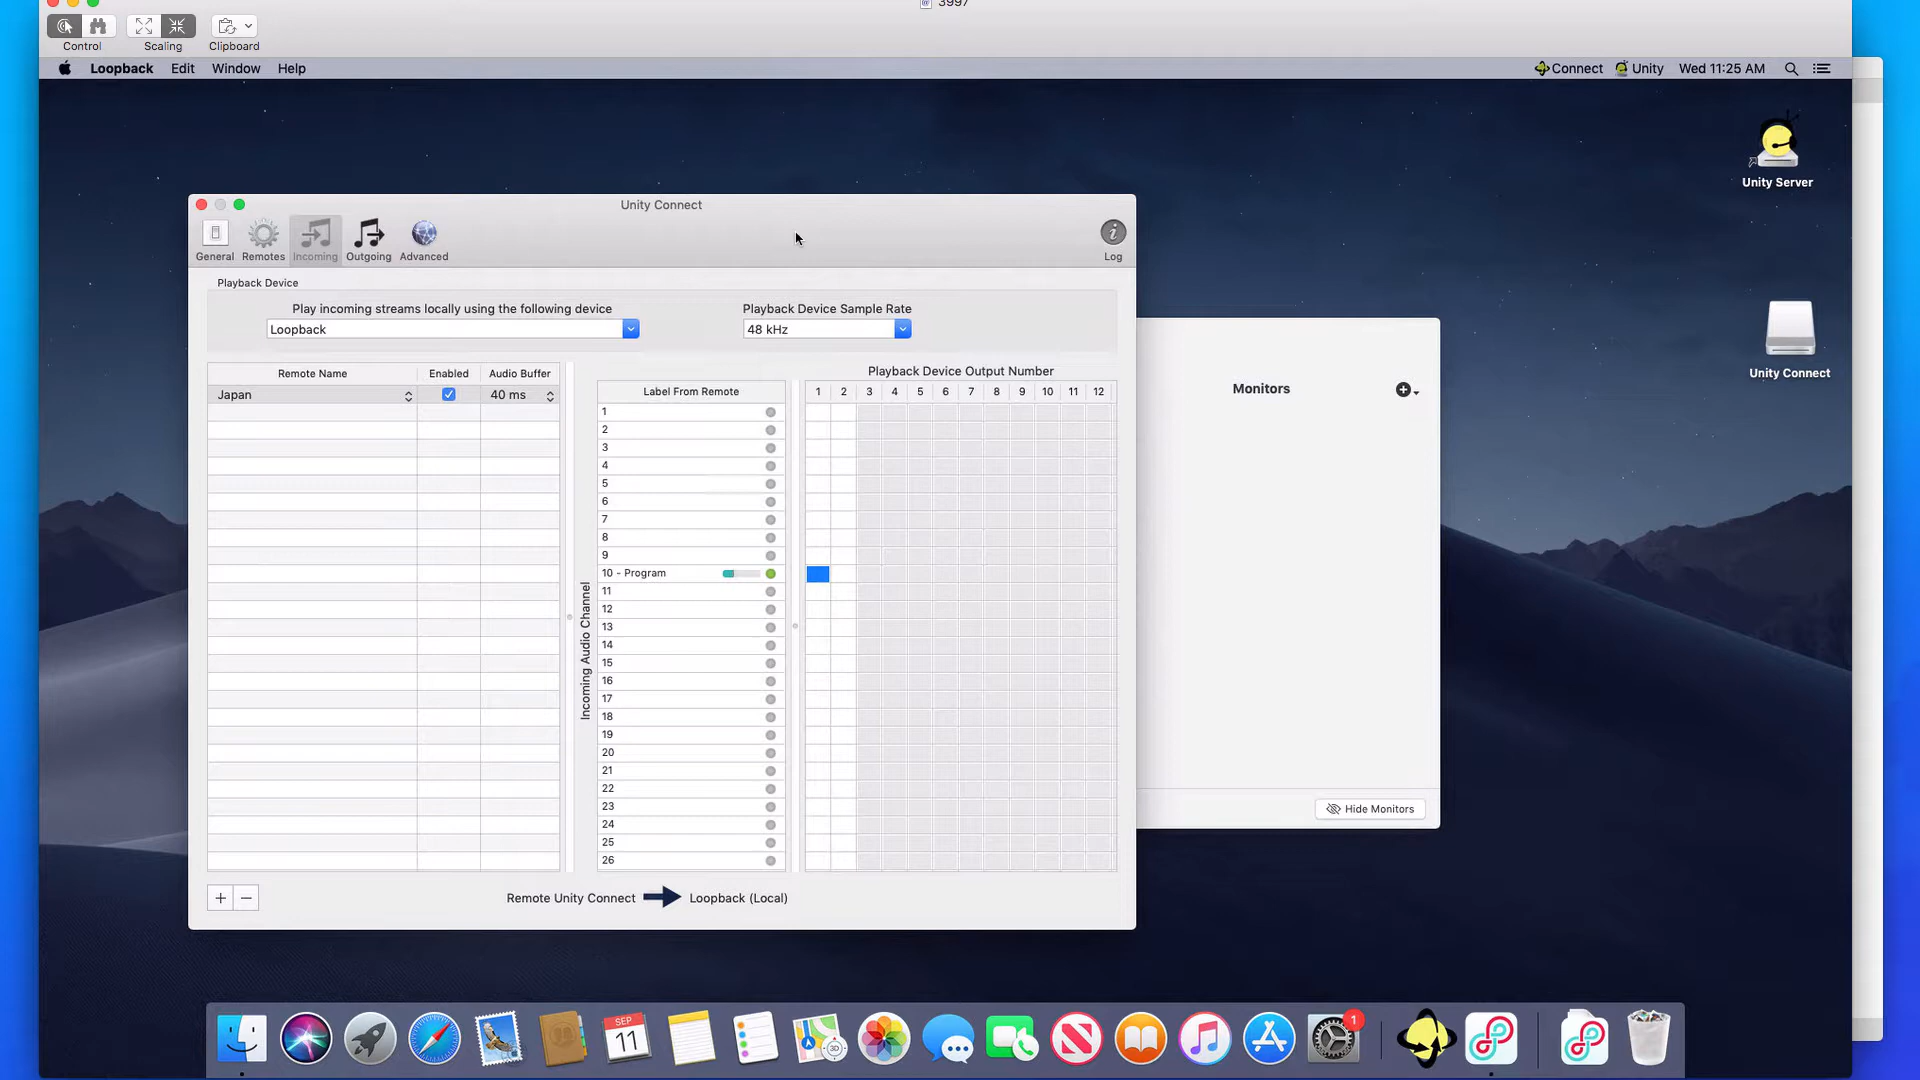 3997
Control
Scaling
Clipboard
Loopback Edit Window Help
Connect Unity Wed 11:25 AM
Unity Server
Unity Connect
Unity Connect
General
Remotes
Incoming
Outgoing
Advanced
Log
Playback Device
Play incoming streams locally using the following device
Loopback
Playback Device Sample Rate
48 kHz
Remote Name Enabled Audio Buffer
Japan 40 ms
Incoming Audio Channel
Label From Remote
1
2
3
4
5
6
7
8
9
10 - Program
11
12
13
14
15
16
17
18
19
20
21
22
23
24
25
26
Playback Device Output Number
1 2 3 4 5 6 7 8 9 10 11 12
Remote Unity Connect Loopback (Local)
Monitors
Hide Monitors
SEP
11
1